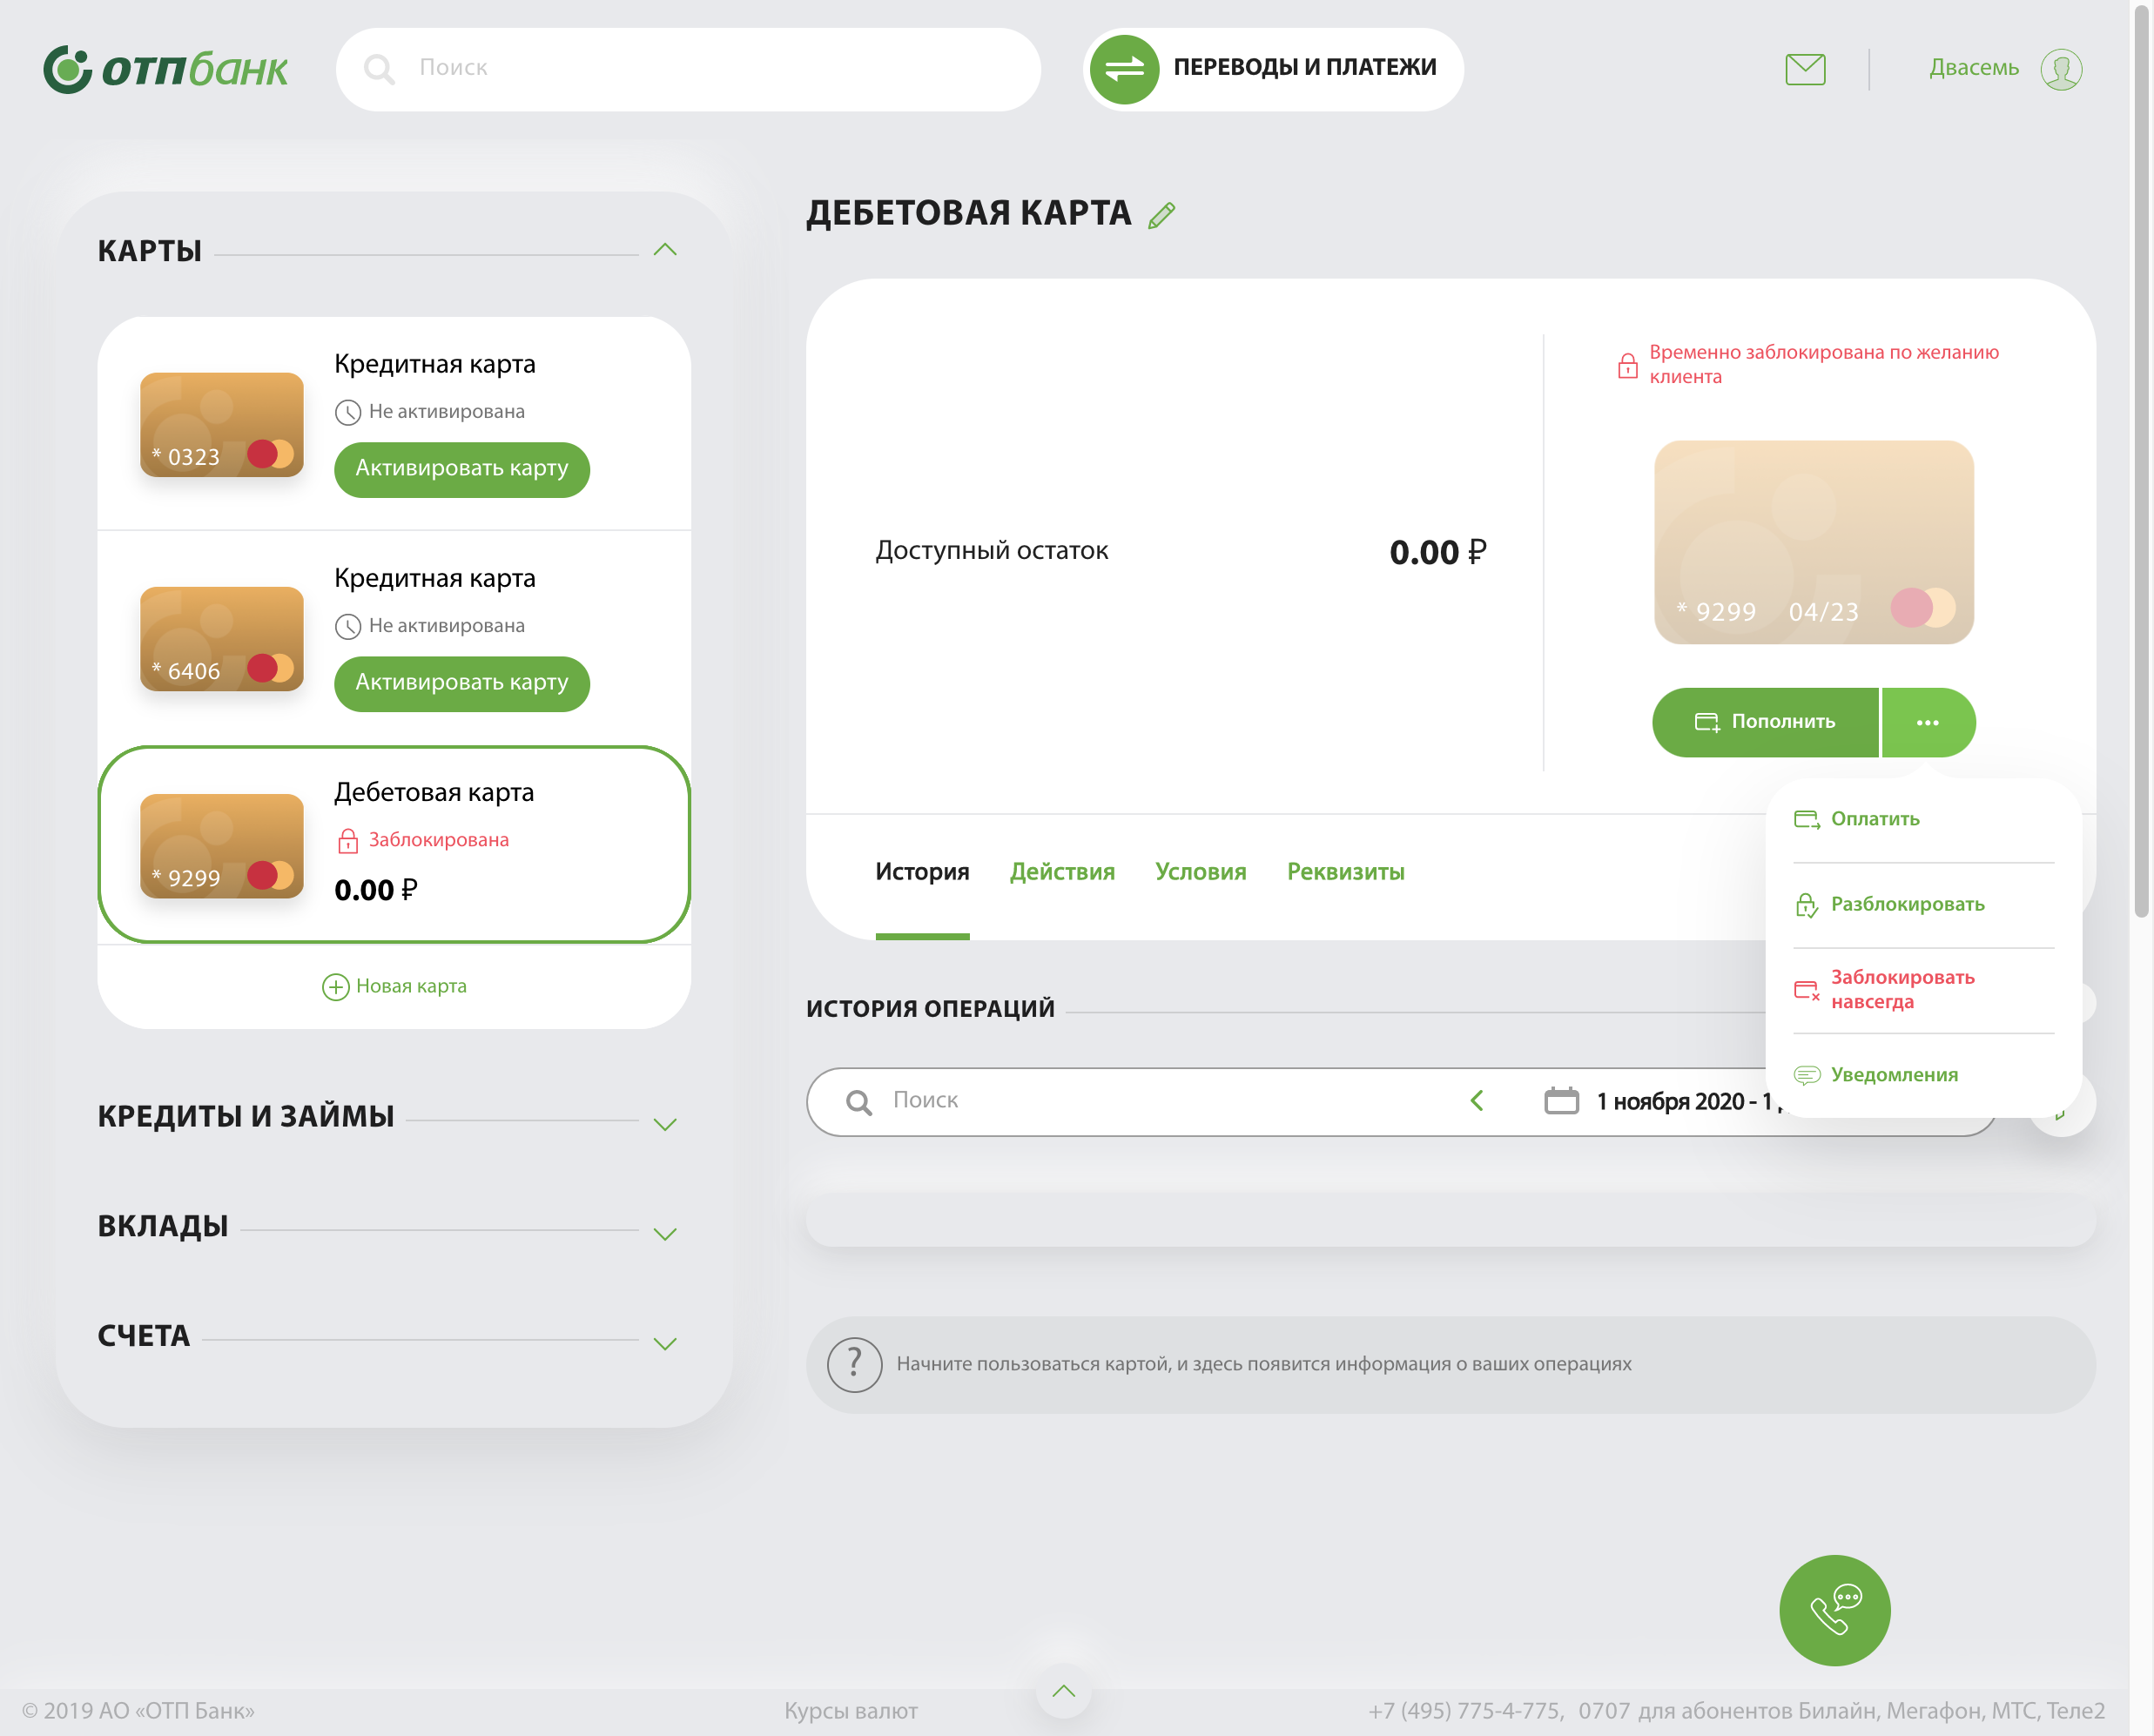 ОТПбанк
Поиск
ПЕРЕВОДЫ И ПЛАТЕЖИ
Двасемь
КАРТЫ
Кредитная карта
Не активирована
* 0323
Активировать карту
Кредитная карта
Не активирована
* 6406
Активировать карту
Дебетовая карта
Заблокирована
* 9299
0.00 ₽
Новая карта
КРЕДИТЫ И ЗАЙМЫ
ВКЛАДЫ
СЧЕТА
ДЕБЕТОВАЯ КАРТА
Временно заблокирована по желанию
клиента
Доступный остаток 0.00 ₽
* 9299 04/23
Пополнить
Оплатить
Разблокировать
Заблокировать
навсегда
Уведомления
История Действия Условия Реквизиты
ИСТОРИЯ ОПЕРАЦИЙ
Поиск
1 ноября 2020 - 1
? Начните пользоваться картой, и здесь появится информация о ваших операциях
© 2019 АО «ОТП Банк»
Курсы валют
+7 (495) 775-4-775, 0707 для абонентов Билайн, Мегафон, МТС, Теле2